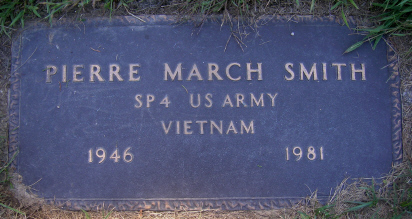 PIERRE MARCH SMITH
SP4 US ARMY
VIETNAM
1946 1981